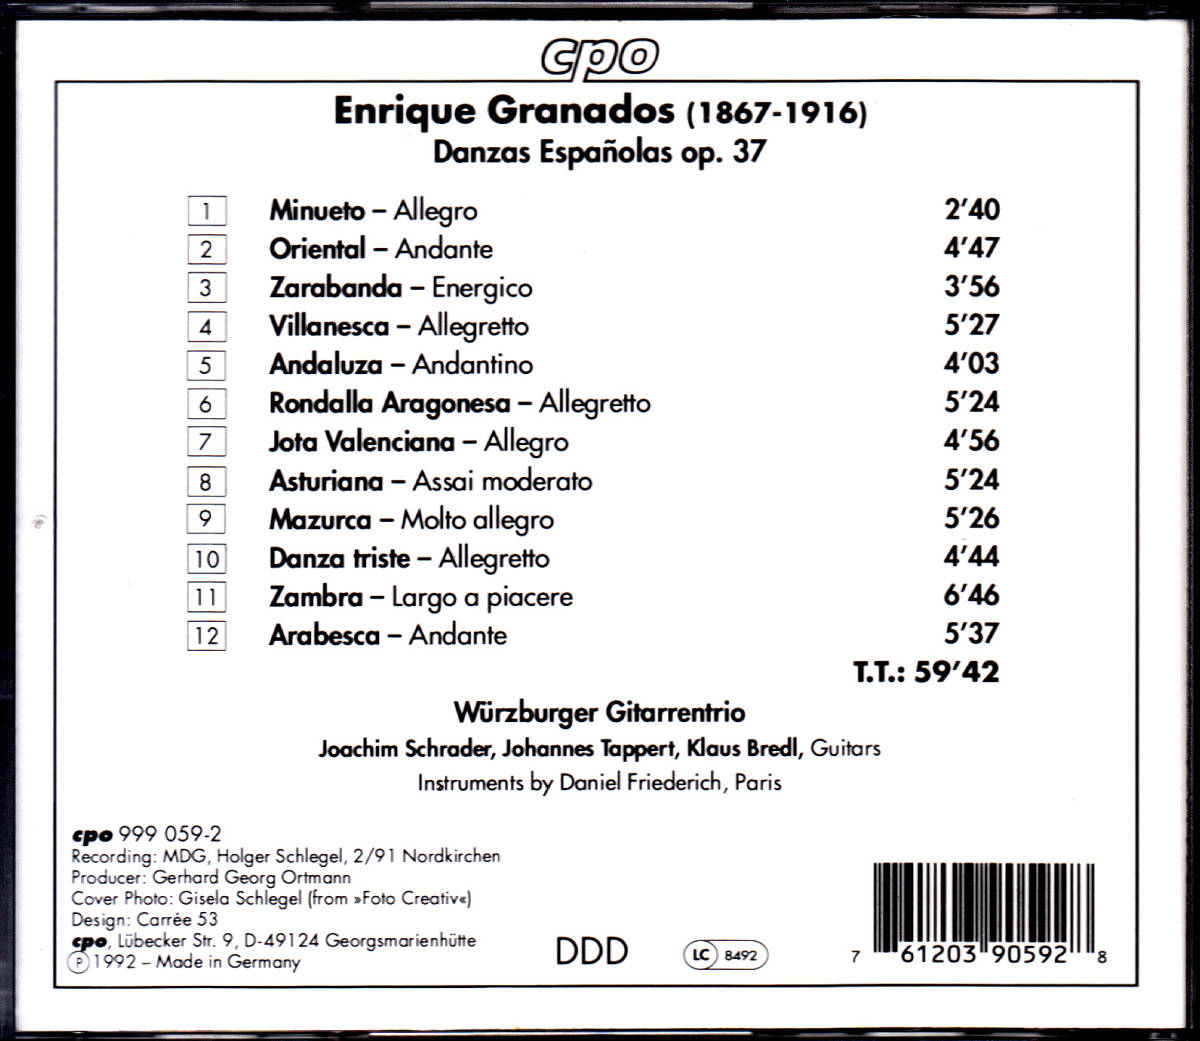 cpo
Enrique Granados (1867-1916)
Danzas Españolas op. 37
1 Minueto – Allegro 2'40
2 Oriental – Andante 4'47
3 Zarabanda – Energico 3'56
4 Villanesca – Allegretto 5'27
5 Andaluza – Andantino 4'03
6 Rondalla Aragonesa – Allegretto 5'24
7 Jota Valenciana – Allegro 4'56
8 Asturiana – Assai moderato 5'24
9 Mazurca – Molto allegro 5'26
10 Danza triste – Allegretto 4'44
11 Zambra – Largo a piacere 6'46
12 Arabesca – Andante 5'37
T.T.: 59'42
Würzburger Gitarrentrio
Joachim Schrader, Johannes Tappert, Klaus Bredl, Guitars
Instruments by Daniel Friederich, Paris
cpo 999 059-2
Recording: MDG, Holger Schlegel, 2/91 Nordkirchen
Producer: Gerhard Georg Ortmann
Cover Photo: Gisela Schlegel (from »Foto Creativ«)
Design: Carrée 53
cpo, Lübecker Str. 9, D-49124 Georgsmarienhütte
Ⓟ 1992 – Made in Germany
DDD
LC 8492
7 61203 90592 8